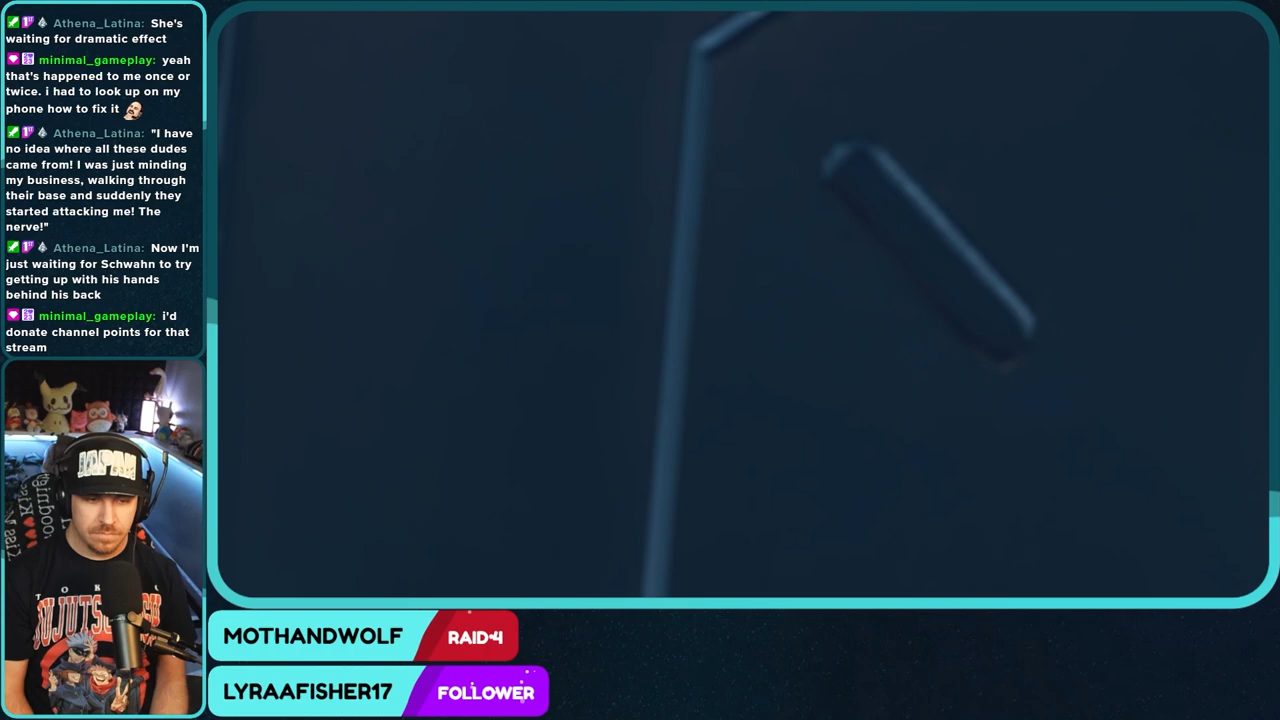 Athena_Latina: She's
waiting for dramatic effect
minimal_gameplay: yeah
that's happened to me once or
twice. i had to look up on my
phone how to fix it
Athena_Latina: "I have
no idea where all these dudes
came from! I was just minding
my business, walking through
their base and suddenly they
started attacking me! The
nerve!"
Athena_Latina: Now I'm
just waiting for Schwahn to try
getting up with his hands
behind his back
minimal_gameplay: i'd
donate channel points for that
stream
JAPAN
MOTHANDWOLF RAID·4
LYRAAFISHER17 FOLLOWER